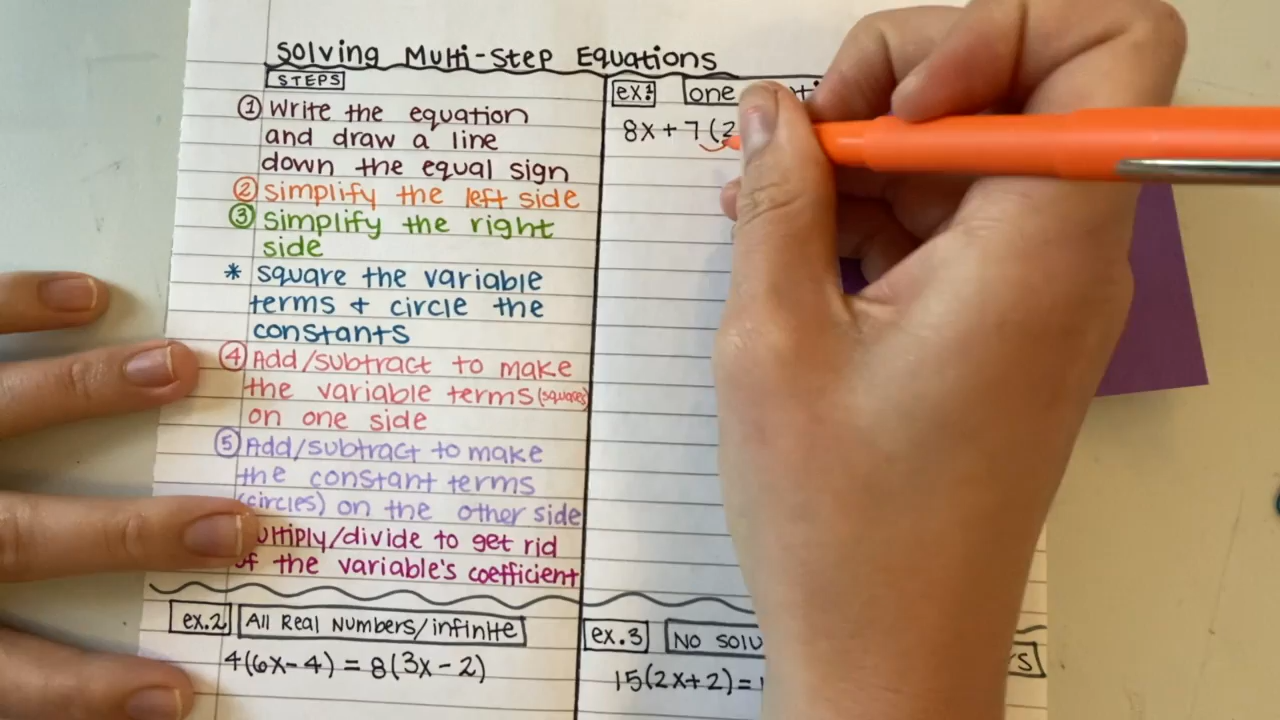 Solving Multi-Step Equations
STEPS
① Write the equation
and draw a line
down the equal sign
② simplify the left side
③ simplify the right
side
* square the variable
terms + circle the
constants
④ Add/subtract to make
the variable terms (squares)
on one side
⑤ Add/subtract to make
the constant terms
(circles) on the other side
/divide to get rid
the variable's coefficient
ex.1 one
8x + 7(2
ex.2 All Real Numbers/infinite
4(6x-4) = 8(3x-2)
ex.3 No
15(2x+2)=